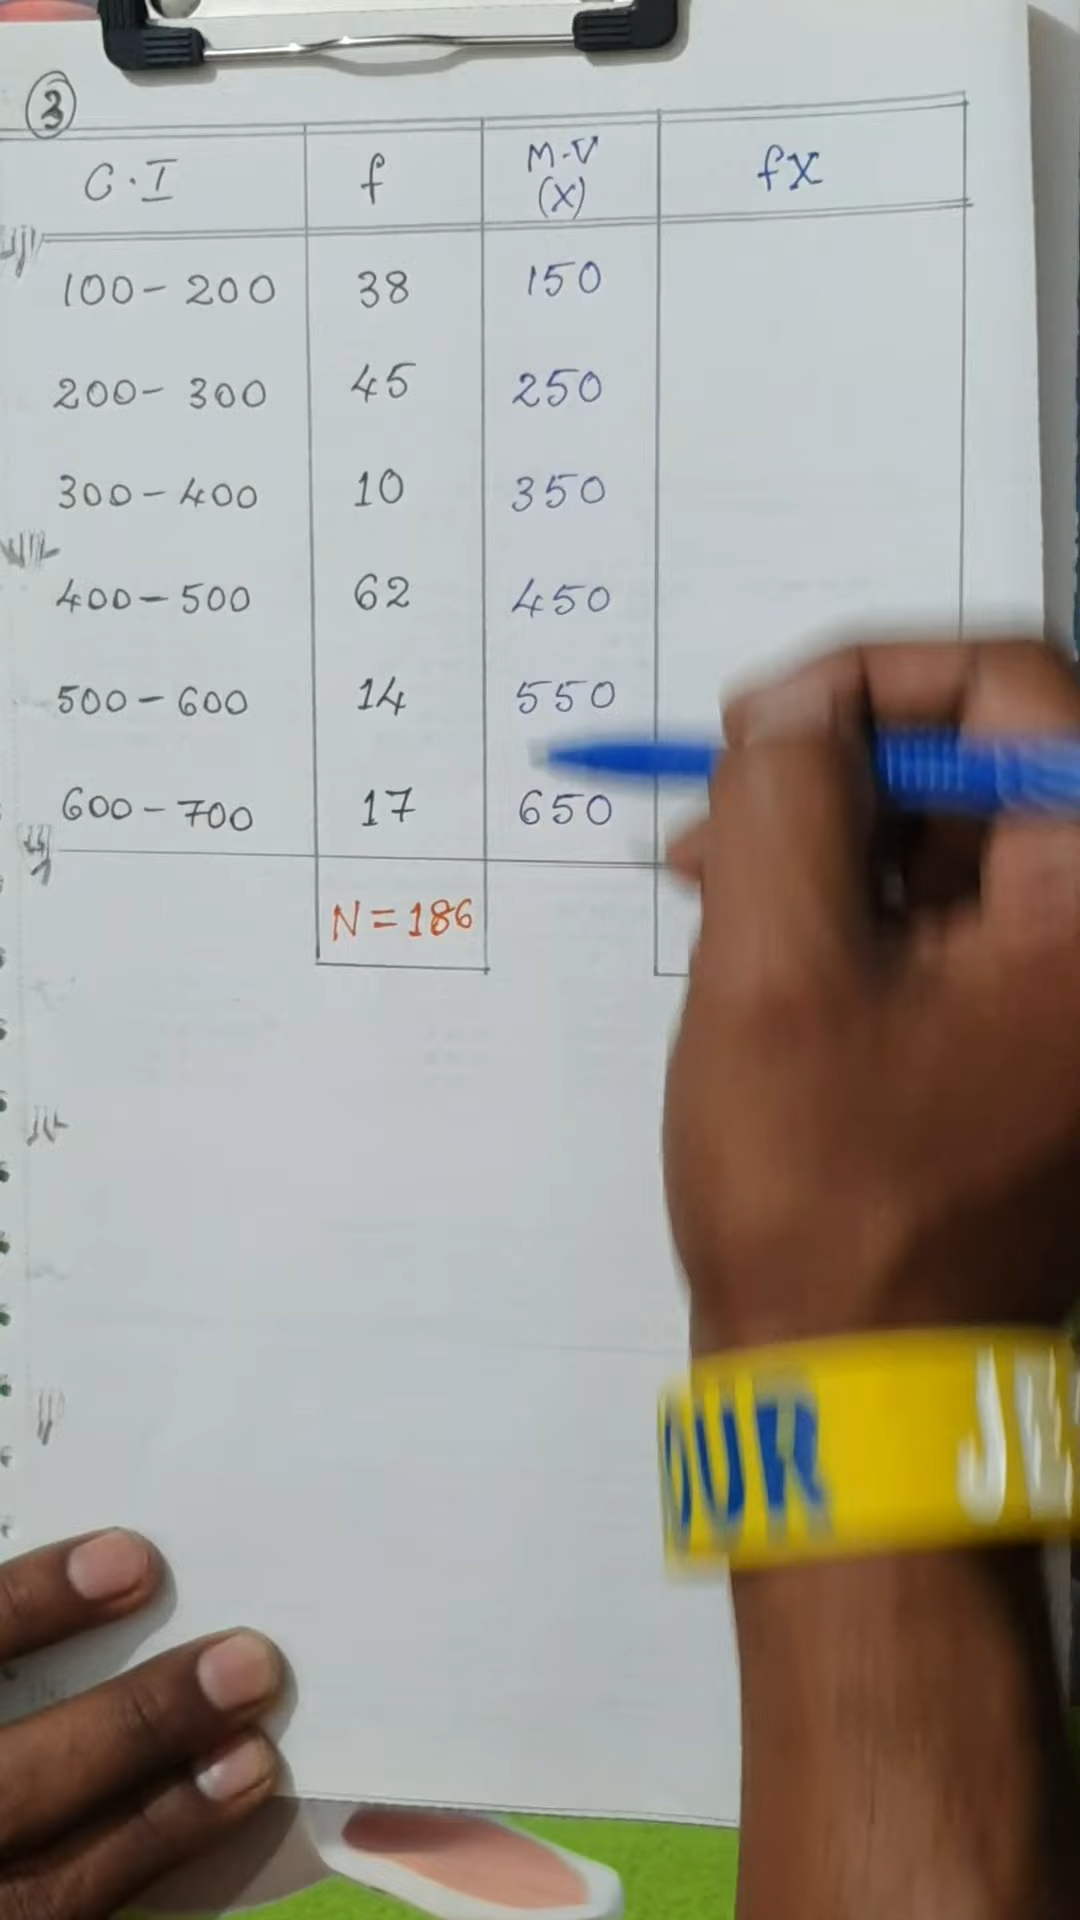 3
C.I f M.V (X) fX
100 - 200 38 150
200 - 300 45 250
300 - 400 10 350
400 - 500 62 450
500 - 600 14 550
600 - 700 17 650
N = 186
OUR